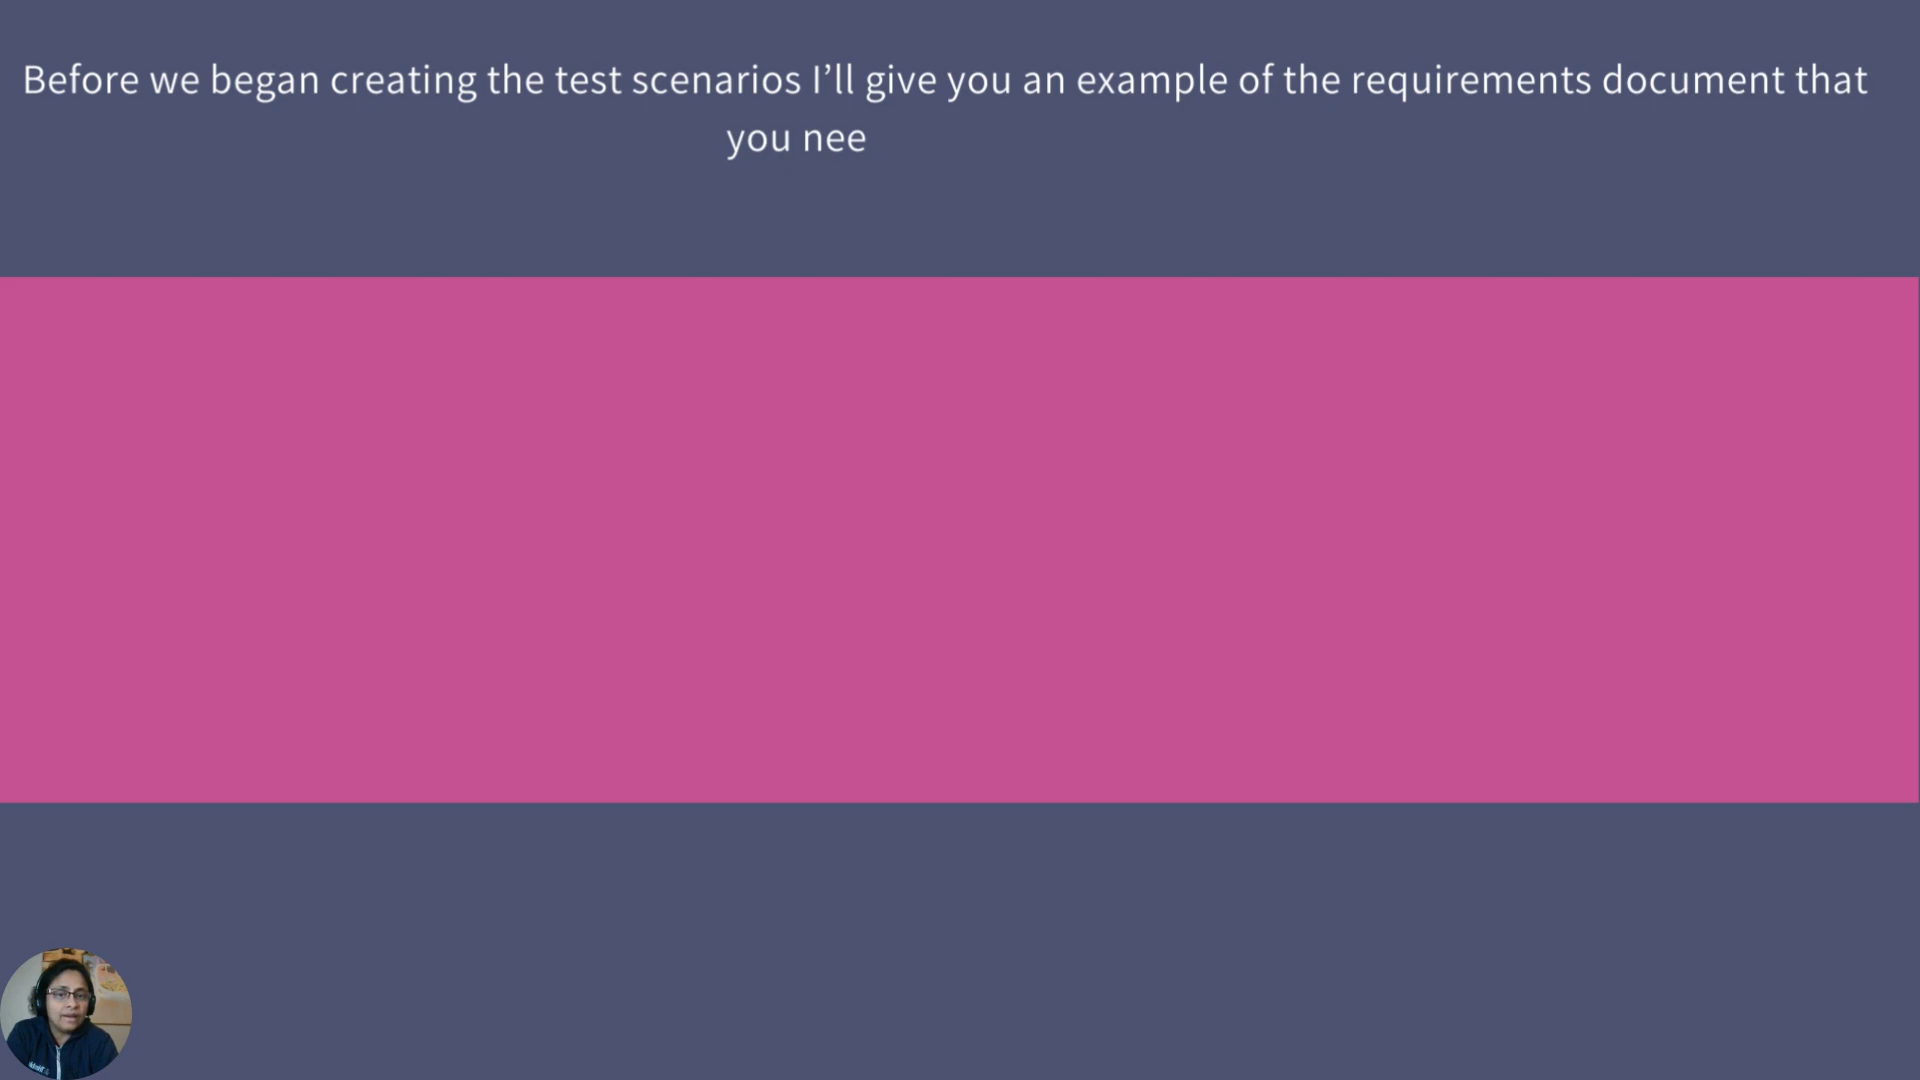 Before we began creating the test scenarios I’ll give you an example of the requirements document that
you nee